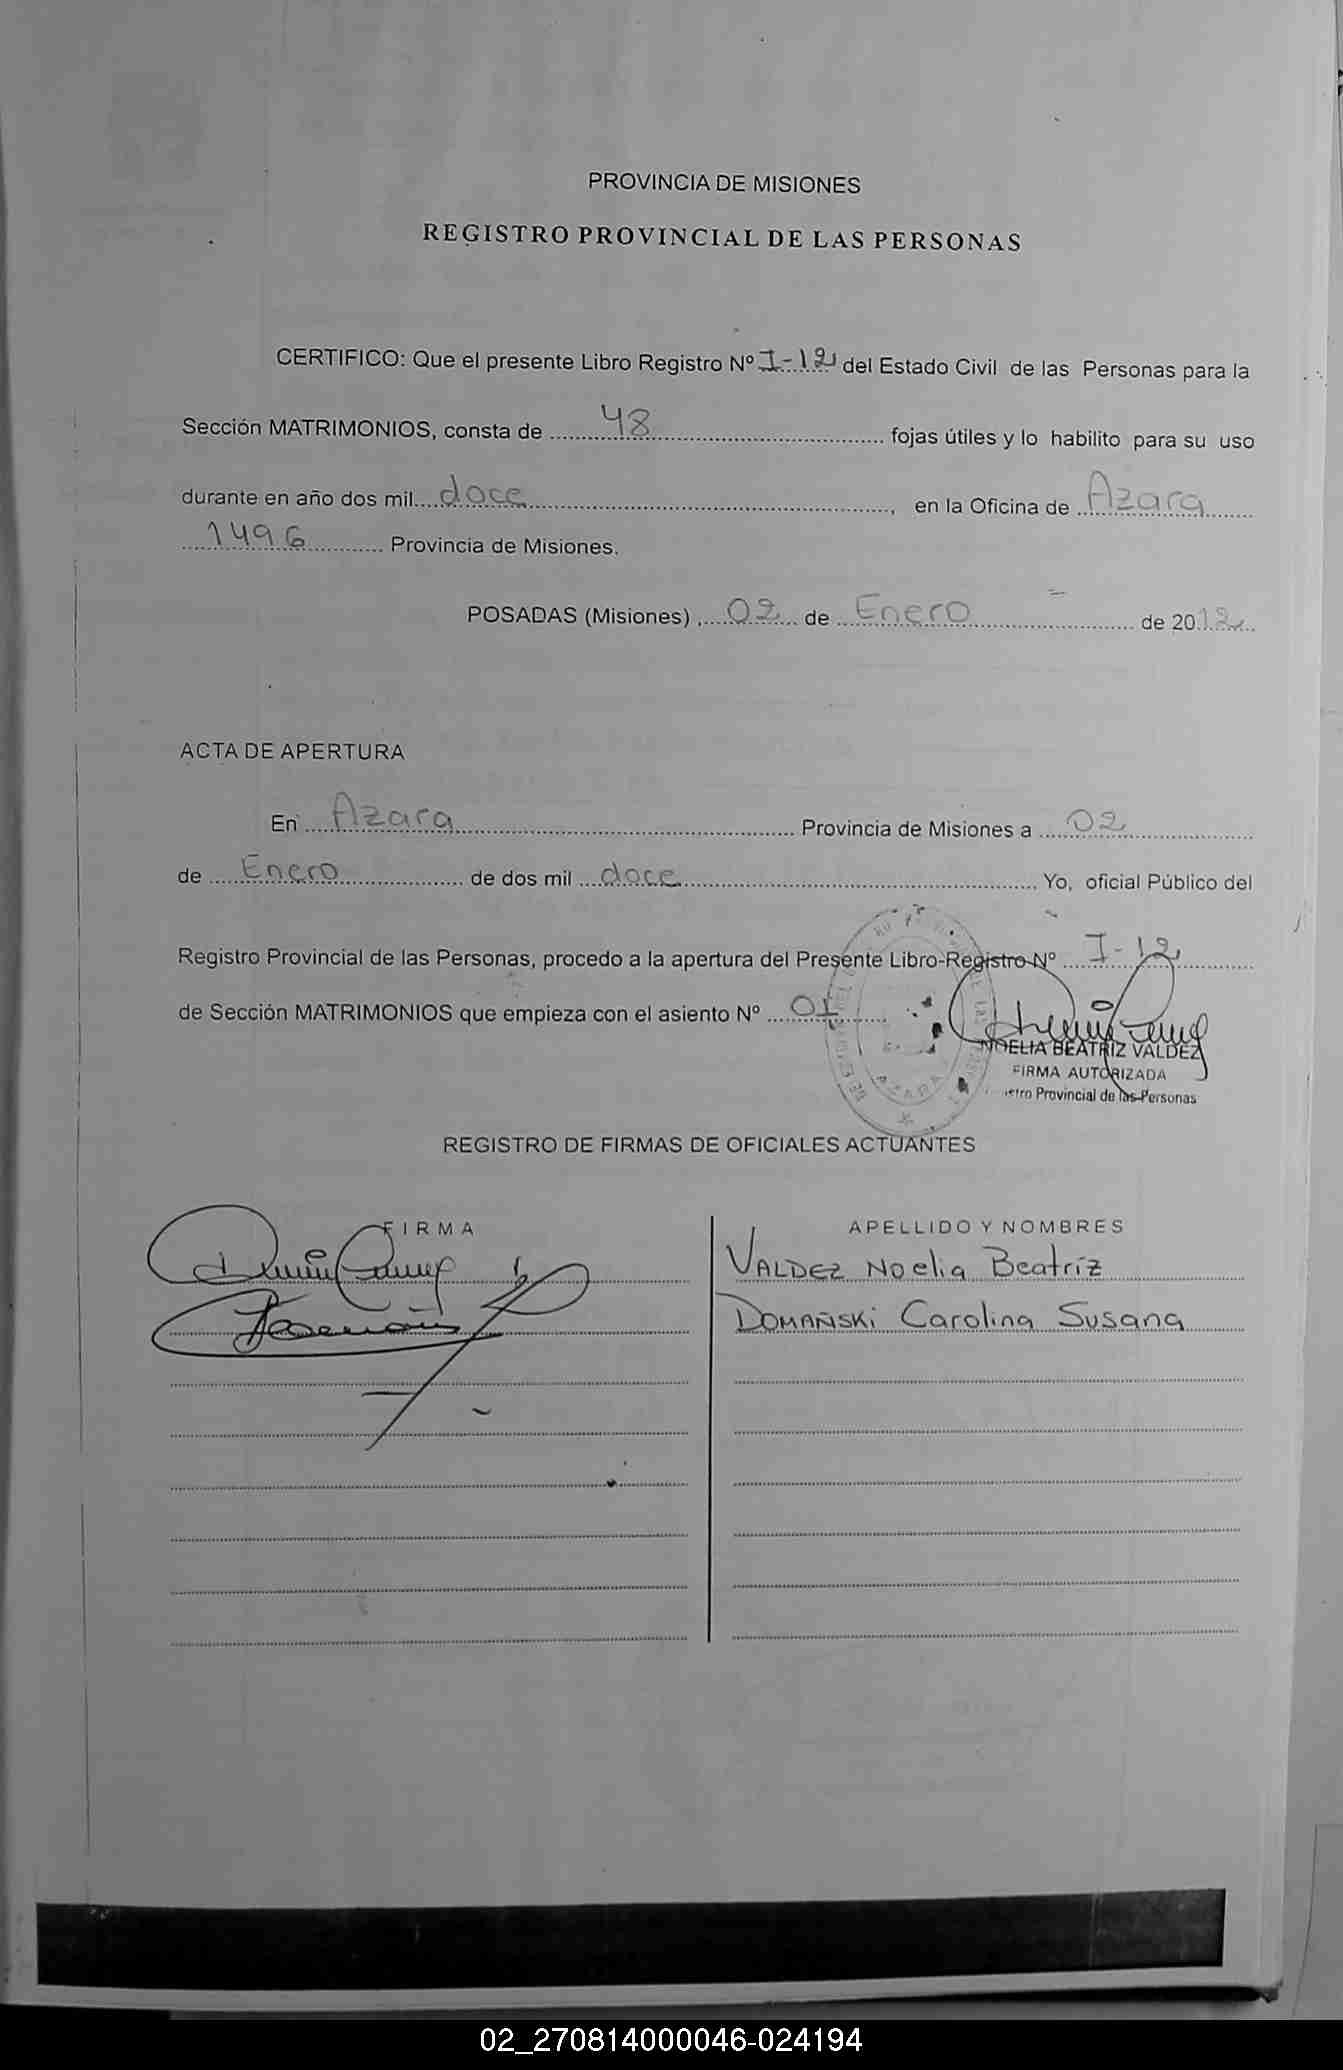 PROVINCIA DE MISIONES
REGISTRO PROVINCIAL DE LAS PERSONAS
CERTIFICO: Que el presente Libro Registro Nº I-12 del Estado Civil de las Personas para la
Sección MATRIMONIOS, consta de 48 fojas útiles y lo habilito para su uso
durante en año dos mil doce, en la Oficina de Azara
1496 Provincia de Misiones.
POSADAS (Misiones), 02 de Enero de 2012
ACTA DE APERTURA
En Azara Provincia de Misiones a 02
de Enero de dos mil doce Yo, oficial Público del
Registro Provincial de las Personas, procedo a la apertura del Presente Libro-Registro Nº I-12
de Sección MATRIMONIOS que empieza con el asiento Nº 01
AZARA
NOELIA BEATRIZ VALDEZ
FIRMA AUTORIZADA
Provincial de las Personas
REGISTRO DE FIRMAS DE OFICIALES ACTUANTES
FIRMA APELLIDO Y NOMBRES
VALDEZ Noelia Beatríz
DOMAÑSKi Carolina Susana
02_270814000046-024194